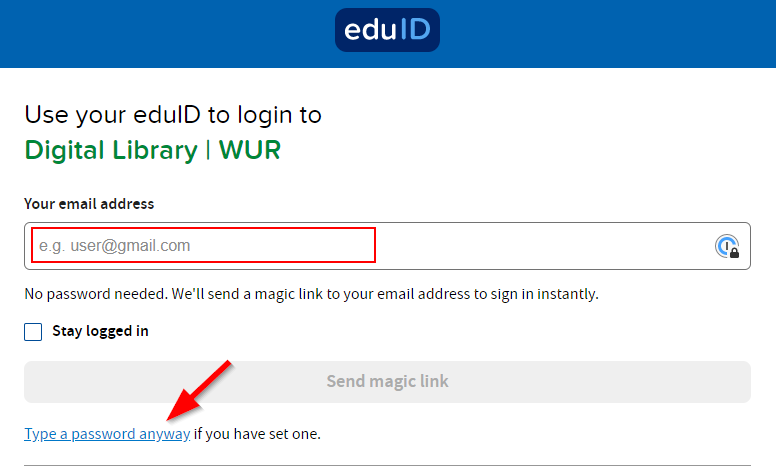 eduID
Use your eduID to login to
Digital Library | WUR
Your email address
e.g. user@gmail.com
No password needed. We'll send a magic link to your email address to sign in instantly.
Stay logged in
Send magic link
Type a password anyway if you have set one.